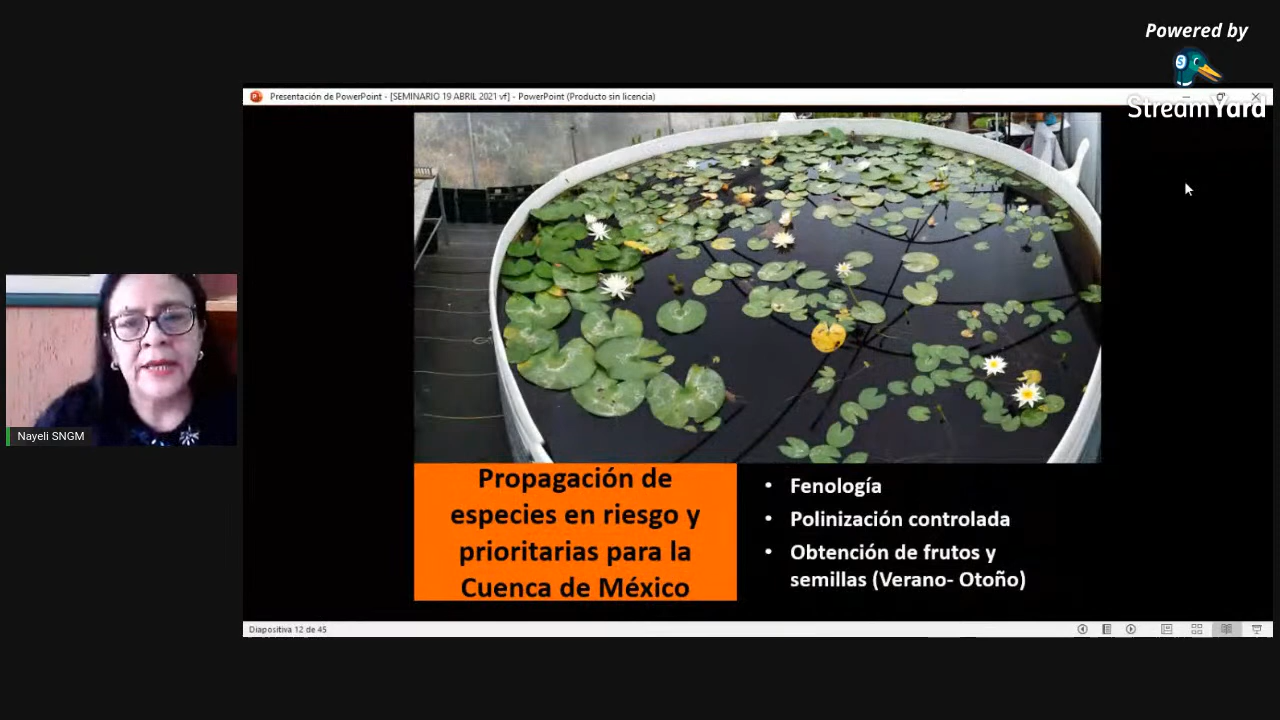 Powered by
StreamYard
Presentación de PowerPoint - [SEMINARIO 19 ABRIL 2021 vf] - PowerPoint (Producto sin licencia)
Nayeli SNGM
Propagación de
especies en riesgo y
prioritarias para la
Cuenca de México
• Fenología
• Polinización controlada
• Obtención de frutos y
semillas (Verano- Otoño)
Diapositiva 12 de 45